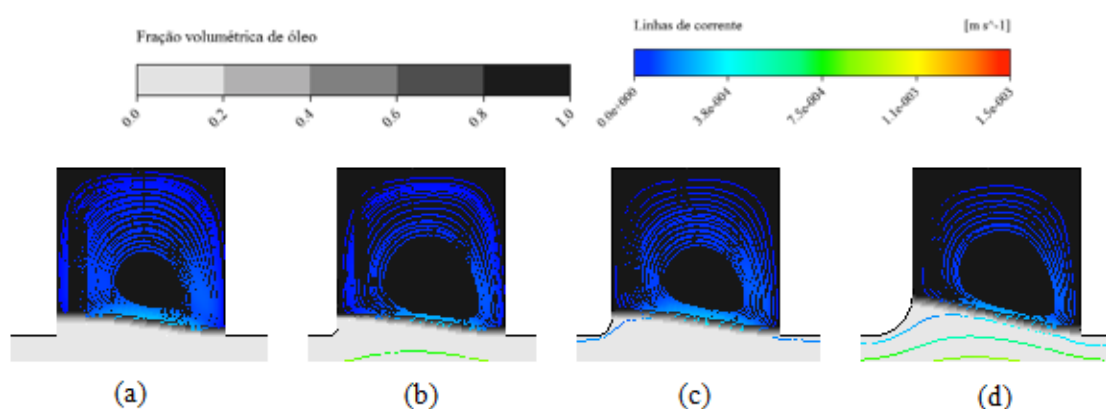 Fração volumétrica de óleo
0.0 0.2 0.4 0.6 0.8 1.0
Linhas de corrente [m s^-1]
0.0e+000 3.8e-004 7.5e-004 1.1e-003 1.5e-003
(a) (b) (c) (d)